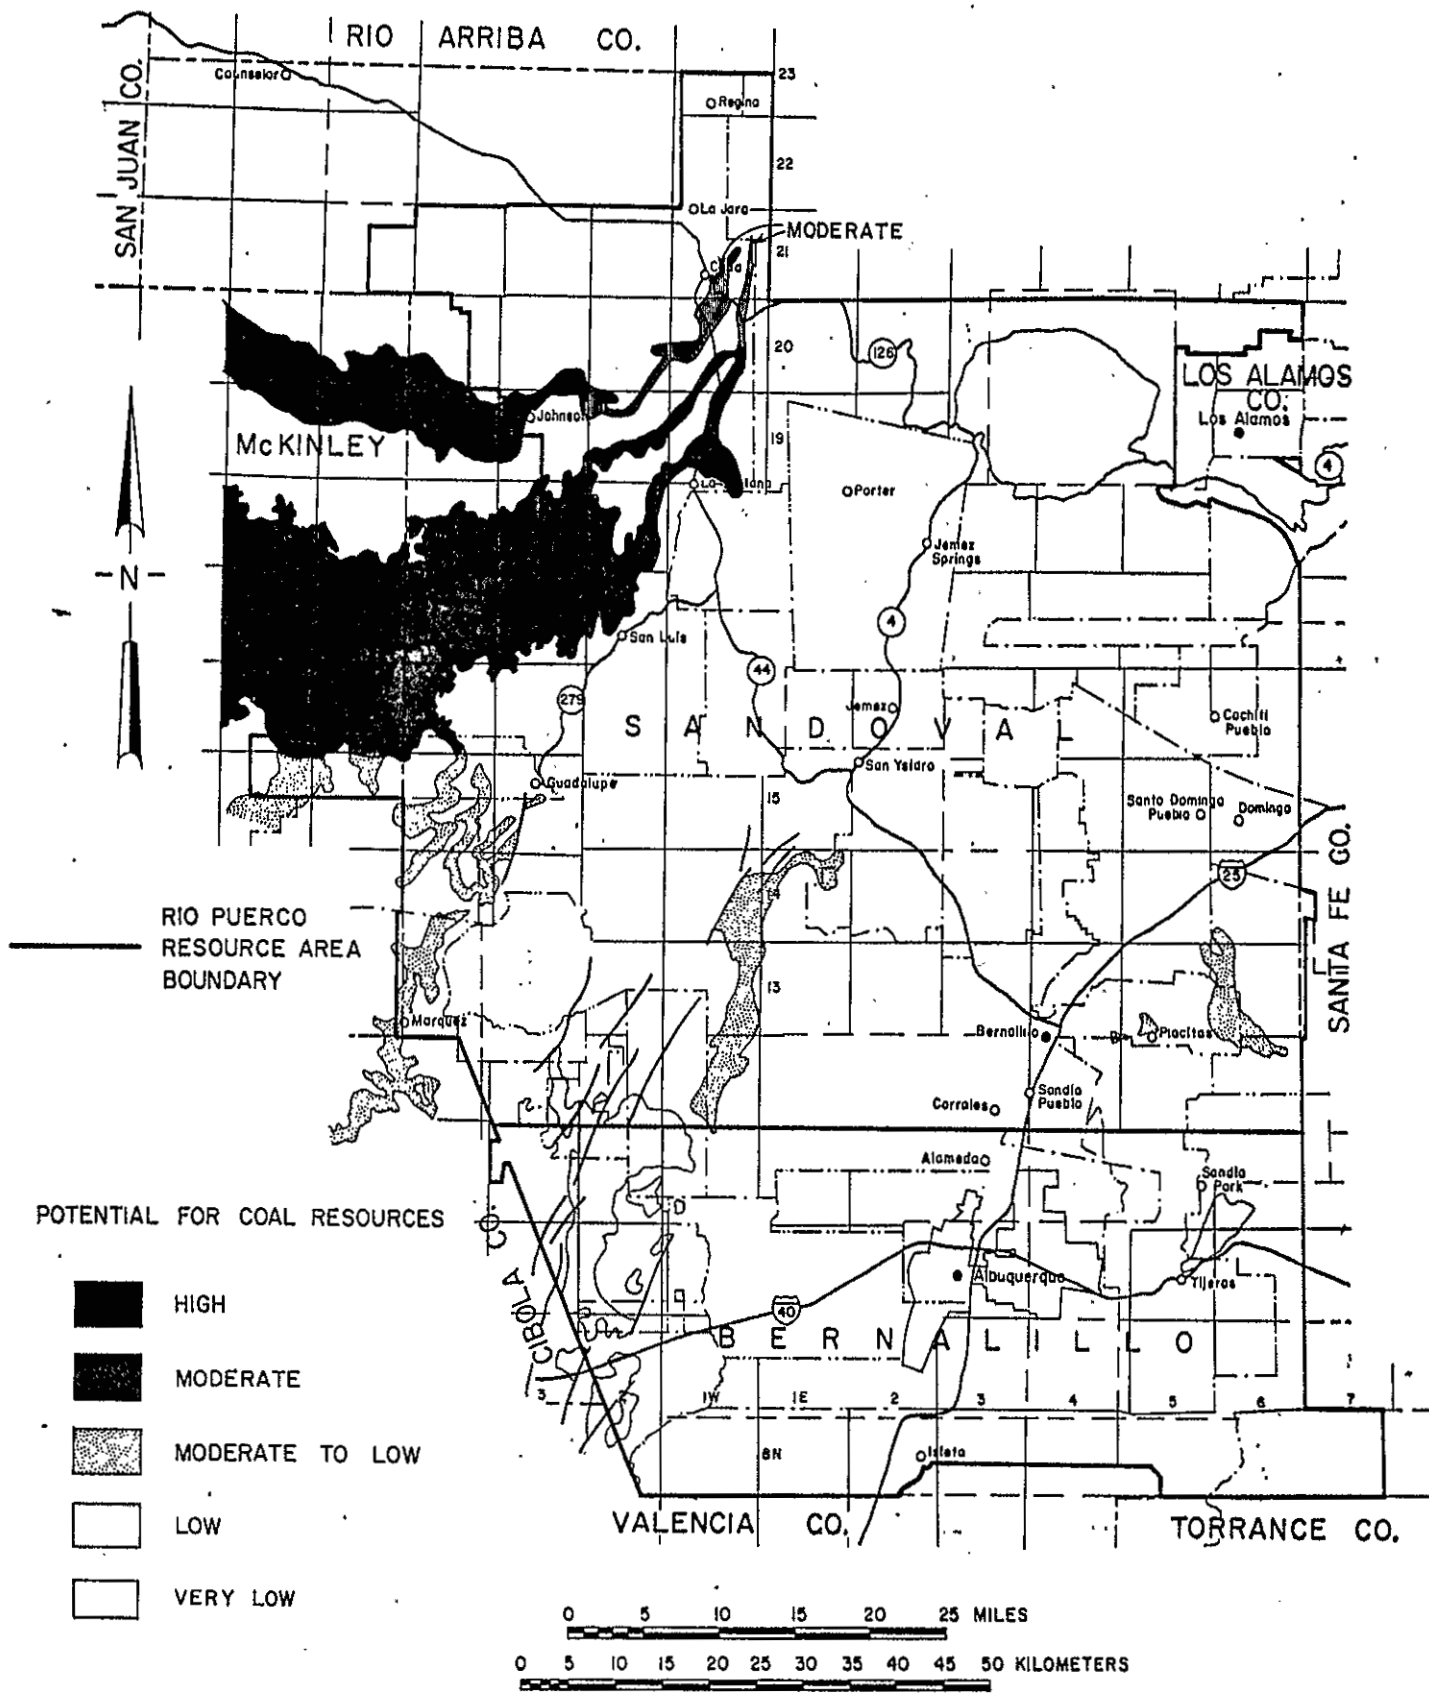 RIO ARRIBA CO.
SAN JUAN CO.
Counselor
23
Regina
22
La Jara
MODERATE
21
20
126
LOS ALAMOS
CO.
Los Alamos
Johnson
McKINLEY
19
4
Porter
N
Jemez
Springs
4
San Luis
44
279
Jemez
SANDOVA
Cochiti
Pueblo
San Ysidro
Guadalupe
15
Santo Domingo
Pueblo
Domingo
25
14
SANTA FE CO.
RIO PUERCO
RESOURCE AREA
BOUNDARY
13
Marquez
Bernalillo
Placitas
Sandia
Pueblo
Corrales
Alameda
Sandia
Park
POTENTIAL FOR COAL RESOURCES
D
CIBOLA CO.
Albuquerque
Tijeras
HIGH
40
BERNALILLO
MODERATE
3
1W
1E
2
3
4
5
6
7
MODERATE TO LOW
8N
Isleta
LOW
VALENCIA CO.
TORRANCE CO.
VERY LOW
0 5 10 15 20 25 MILES
0 5 10 15 20 25 30 35 40 45 50 KILOMETERS